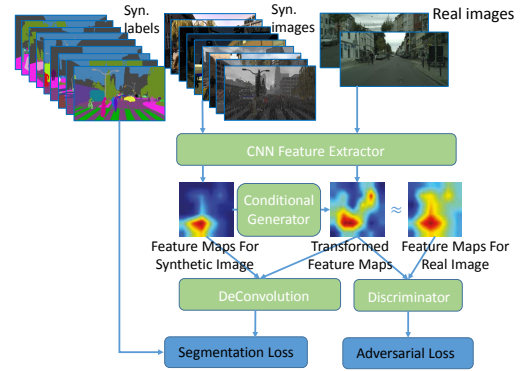 Syn.
labels
Syn.
images
Real images
CNN Feature Extractor
Conditional
Generator
≈
Feature Maps For
Synthetic Image
Transformed
Feature Maps
Feature Maps For
Real Image
DeConvolution
Discriminator
Segmentation Loss
Adversarial Loss